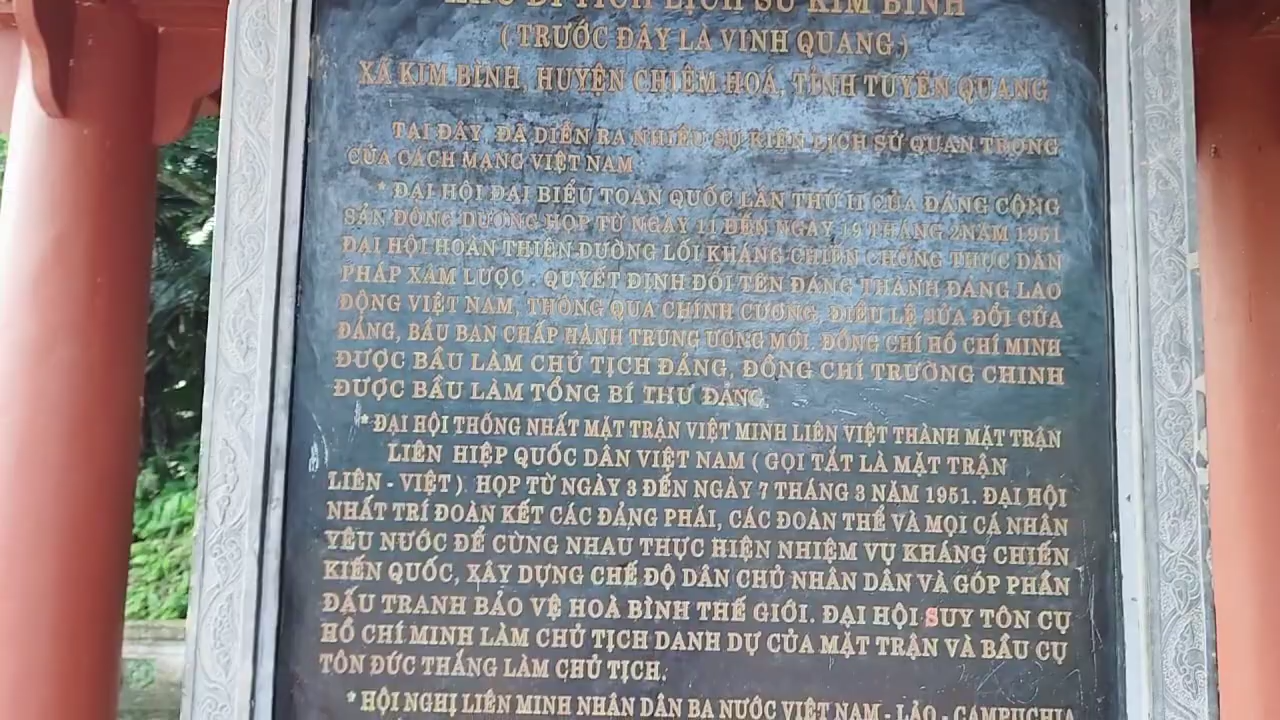 KHU DI TÍCH LỊCH SỬ KIM BÌNH
( TRƯỚC ĐÂY LÀ VINH QUANG )
XÃ KIM BÌNH, HUYỆN CHIÊM HOÁ, TỈNH TUYÊN QUANG
TẠI ĐÂY, ĐÃ DIỄN RA NHIỀU SỰ KIỆN LỊCH SỬ QUAN TRỌNG
CỦA CÁCH MẠNG VIỆT NAM
* ĐẠI HỘI ĐẠI BIỂU TOÀN QUỐC LẦN THỨ II CỦA ĐẢNG CỘNG
SẢN ĐÔNG DƯƠNG HỌP TỪ NGÀY 11 ĐẾN NGÀY 19 THÁNG 2 NĂM 1951
ĐẠI HỘI HOÀN THIỆN ĐƯỜNG LỐI KHÁNG CHIẾN CHỐNG THỰC DÂN
PHÁP XÂM LƯỢC . QUYẾT ĐỊNH ĐỔI TÊN ĐẢNG THÀNH ĐẢNG LAO
ĐỘNG VIỆT NAM, THÔNG QUA CHÍNH CƯƠNG, ĐIỀU LỆ SỬA ĐỔI CỦA
ĐẢNG, BẦU BAN CHẤP HÀNH TRUNG ƯƠNG MỚI. ĐỒNG CHÍ HỒ CHÍ MINH
ĐƯỢC BẦU LÀM CHỦ TỊCH ĐẢNG, ĐỒNG CHÍ TRƯỜNG CHINH
ĐƯỢC BẦU LÀM TỔNG BÍ THƯ ĐẢNG.
* ĐẠI HỘI THỐNG NHẤT MẶT TRẬN VIỆT MINH LIÊN VIỆT THÀNH MẶT TRẬN
LIÊN HIỆP QUỐC DÂN VIỆT NAM ( GỌI TẮT LÀ MẶT TRẬN
LIÊN - VIỆT ). HỌP TỪ NGÀY 3 ĐẾN NGÀY 7 THÁNG 3 NĂM 1951. ĐẠI HỘI
NHẤT TRÍ ĐOÀN KẾT CÁC ĐẢNG PHÁI, CÁC ĐOÀN THỂ VÀ MỌI CÁ NHÂN
YÊU NƯỚC ĐỂ CÙNG NHAU THỰC HIỆN NHIỆM VỤ KHÁNG CHIẾN
KIẾN QUỐC, XÂY DỰNG CHẾ ĐỘ DÂN CHỦ NHÂN DÂN VÀ GÓP PHẦN
ĐẤU TRANH BẢO VỆ HOÀ BÌNH THẾ GIỚI. ĐẠI HỘI SUY TÔN CỤ
HỒ CHÍ MINH LÀM CHỦ TỊCH DANH DỰ CỦA MẶT TRẬN VÀ BẦU CỤ
TÔN ĐỨC THẮNG LÀM CHỦ TỊCH.
* HỘI NGHỊ LIÊN MINH NHÂN DÂN BA NƯỚC VIỆT NAM - LÀO - CAMPUCHIA